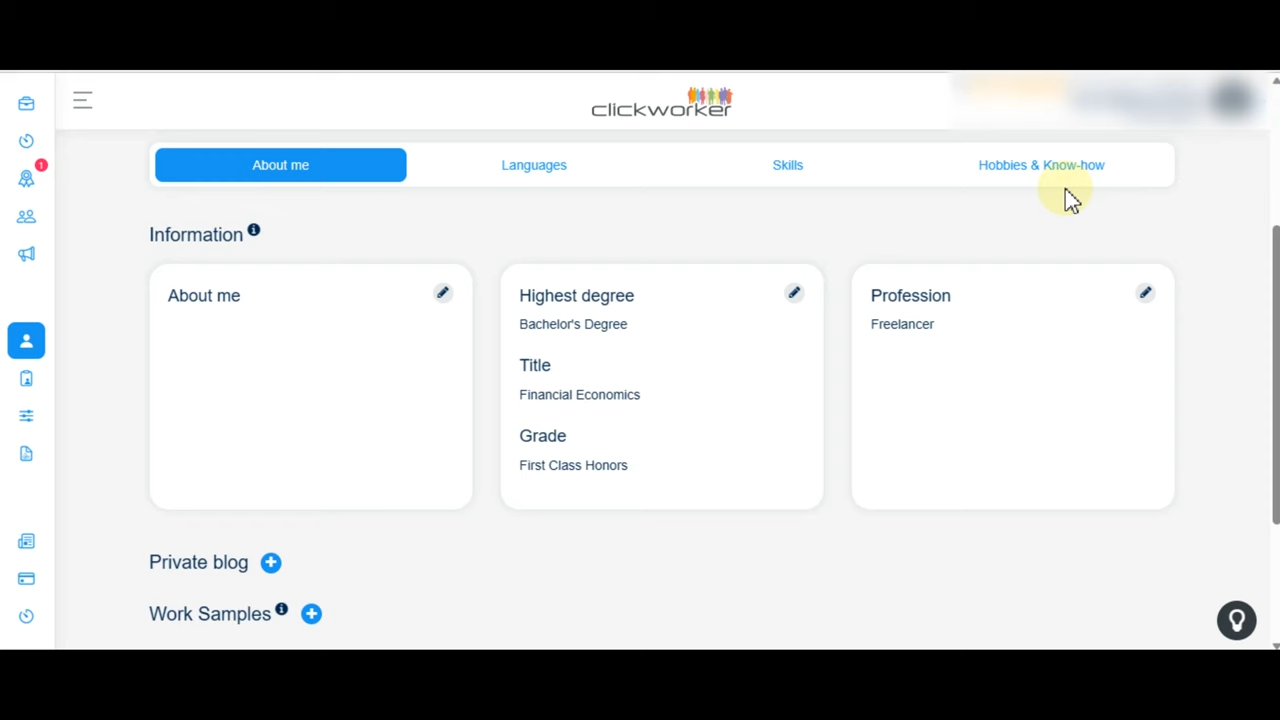 clickworker
1
About me
Languages
Skills
Hobbies & Know-how
Information
About me
Highest degree
Bachelor's Degree
Title
Financial Economics
Grade
First Class Honors
Profession
Freelancer
Private blog
Work Samples